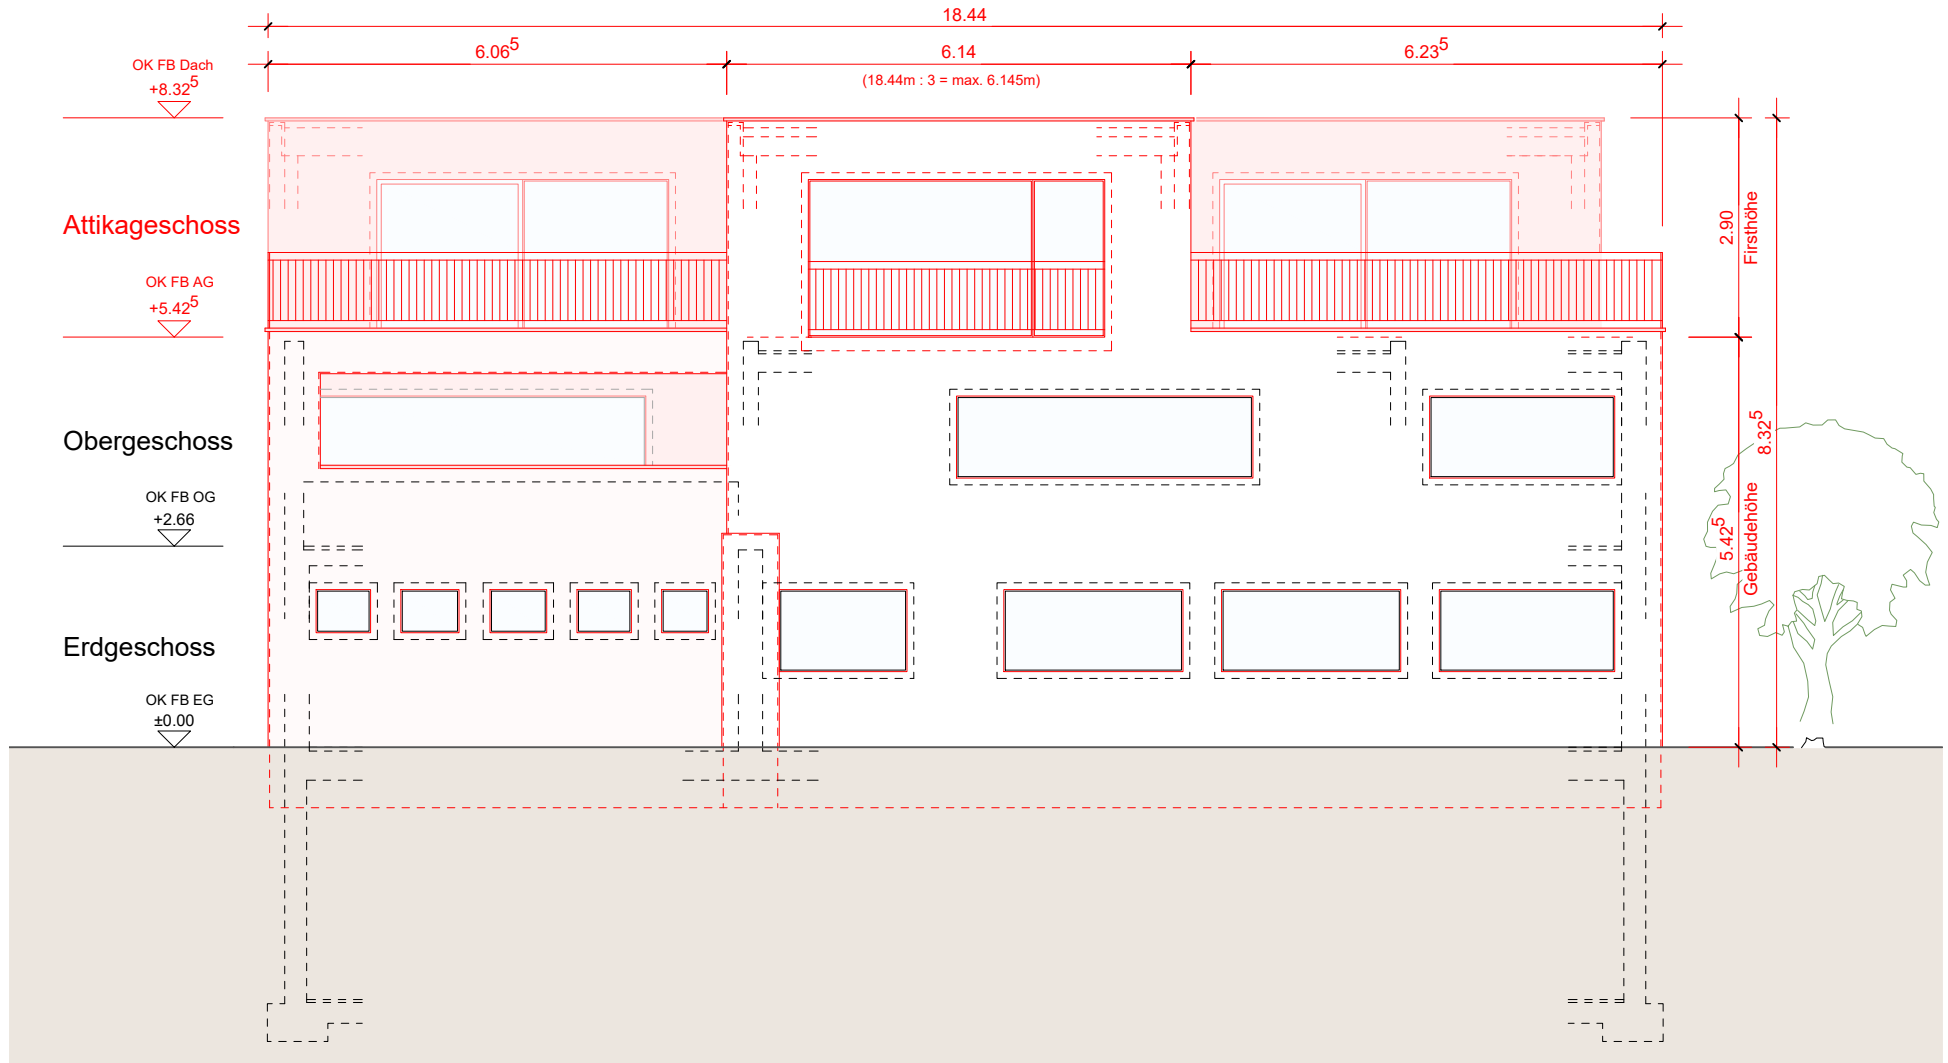 18.44
6.06⁵
6.14
6.23⁵
(18.44m : 3 = max. 6.145m)
OK FB Dach
+8.32⁵
Attikageschoss
2.90
Firsthöhe
OK FB AG
+5.42⁵
Obergeschoss
8.32⁵
OK FB OG
+2.66
5.42⁵
Gebäudehöhe
Erdgeschoss
OK FB EG
±0.00